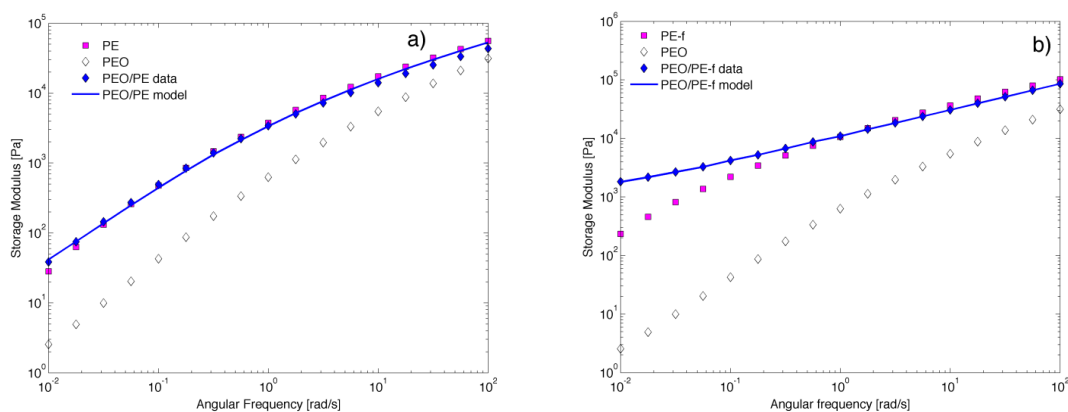 a)
PE
PEO
PEO/PE data
PEO/PE model
Storage Modulus [Pa]
10^5
10^4
10^3
10^2
10^1
10^0
10^-2
10^-1
10^0
10^1
10^2
Angular Frequency [rad/s]
b)
PE-f
PEO
PEO/PE-f data
PEO/PE-f model
Storage Modulus [Pa]
10^6
10^5
10^4
10^3
10^2
10^1
10^0
10^-2
10^-1
10^0
10^1
10^2
Angular frequency [rad/s]